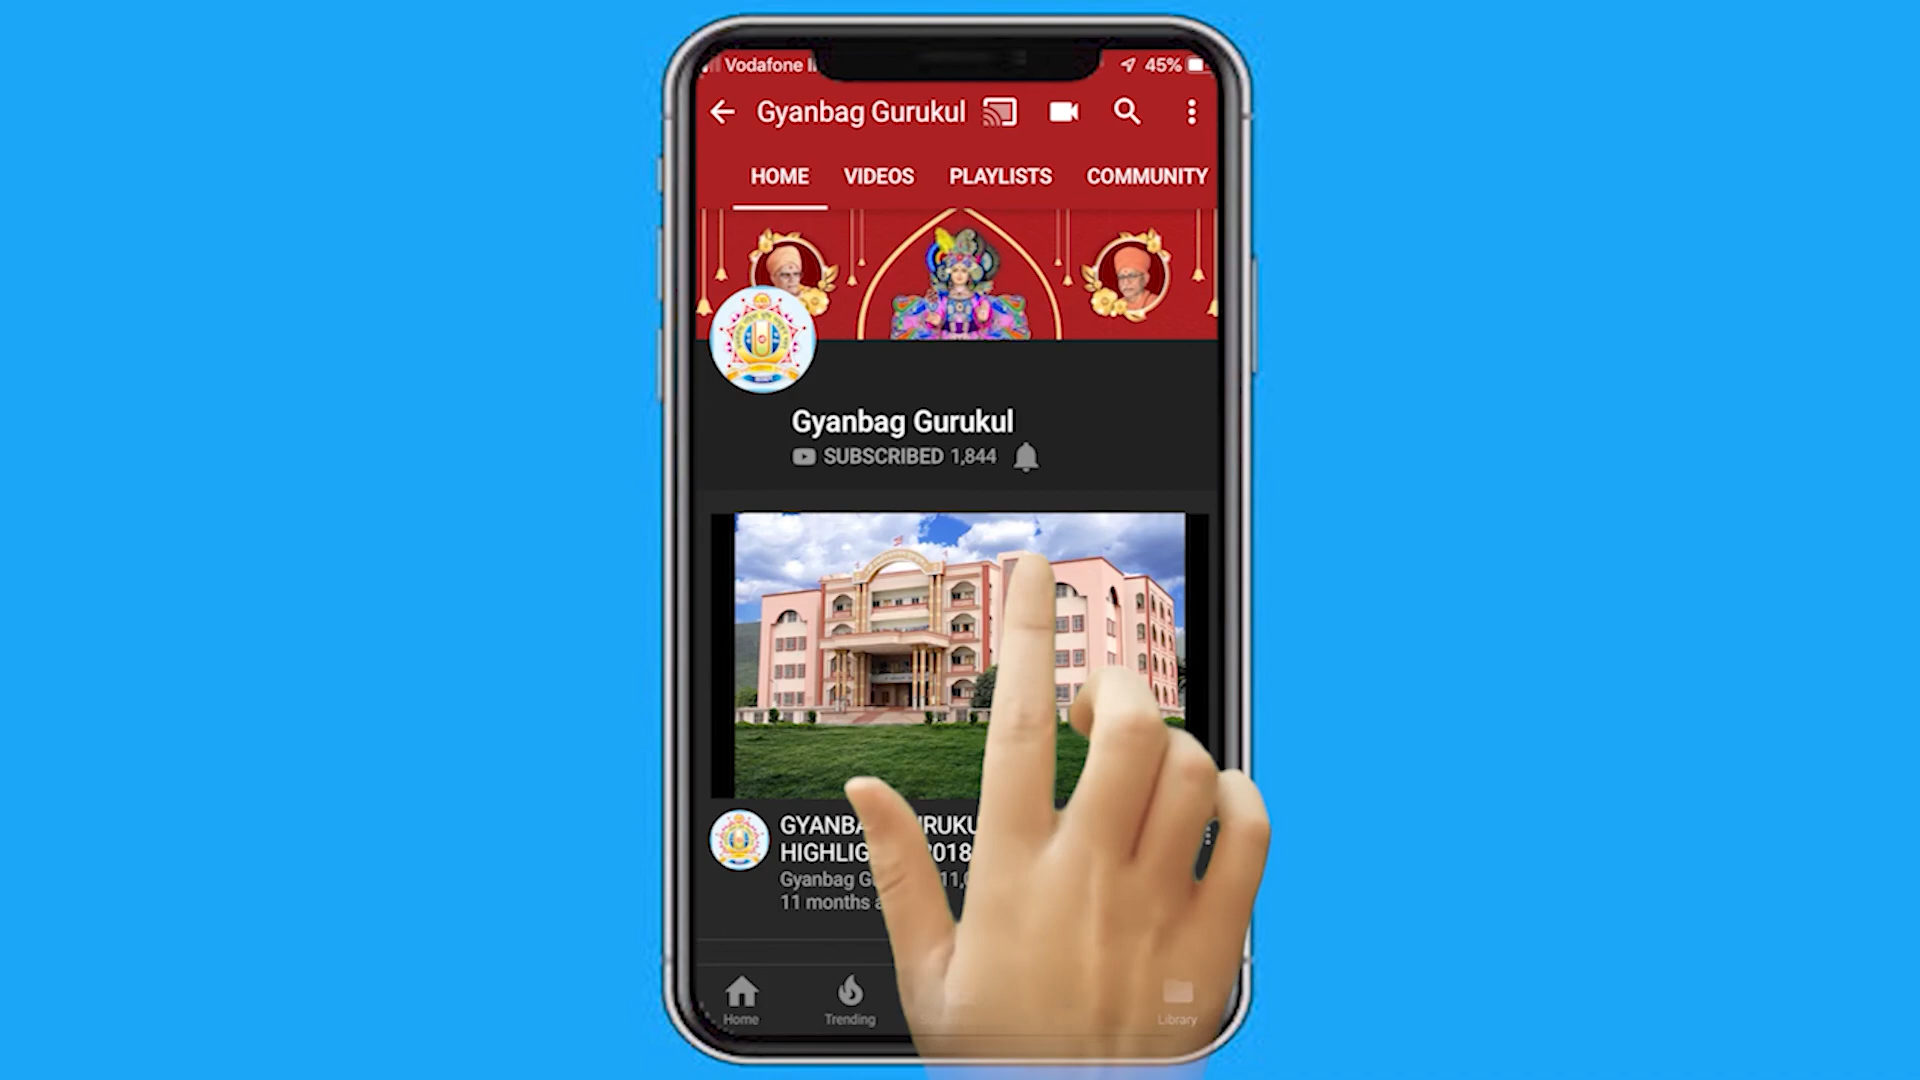 Vodafone
45%
Gyanbag Gurukul
HOME VIDEOS PLAYLISTS COMMUNITY
Gyanbag Gurukul
SUBSCRIBED 1,844
11 months
Home Trending Library